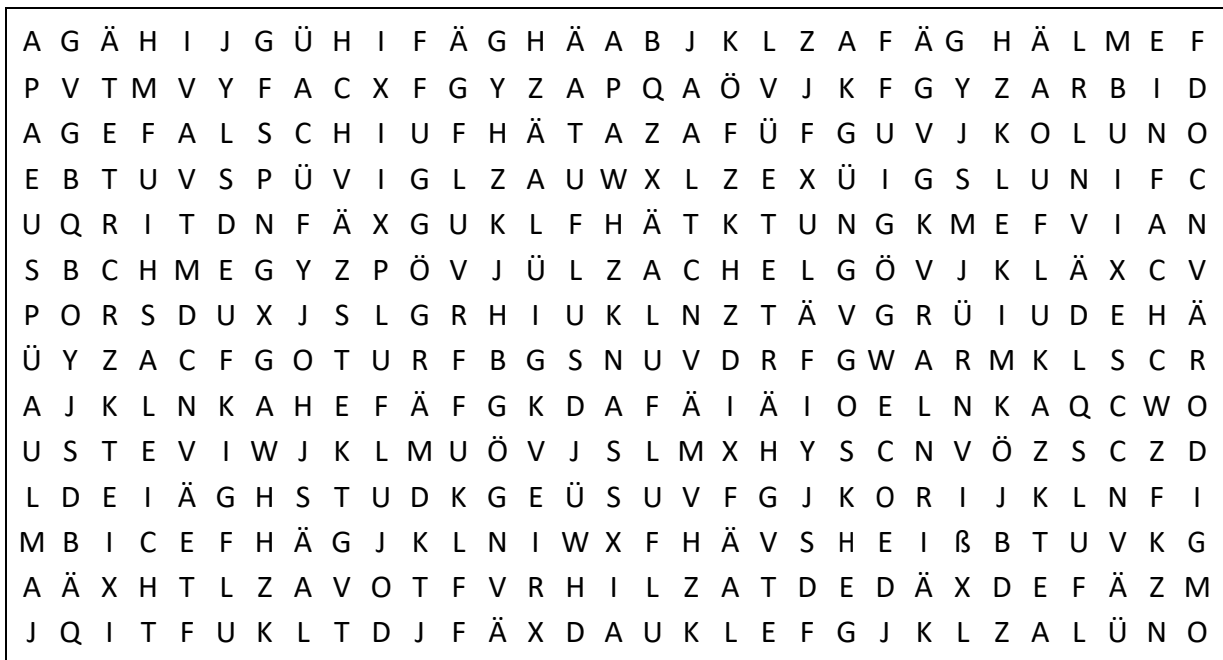 A G Ä H I J G Ü H I F Ä G H Ä A B J K L Z A F Ä G H Ä L M E F
P V T M V Y F A C X F G Y Z A P Q A Ö V J K F G Y Z A R B I D
A G E F A L S C H I U F H Ä T A Z A F Ü F G U V J K O L U N O
E B T U V S P Ü V I G L Z A U W X L Z E X Ü I G S L U N I F C
U Q R I T D N F Ä X G U K L F H Ä T K T U N G K M E F V I A N
S B C H M E G Y Z P Ö V J Ü L Z A C H E L G Ö V J K L Ä X C V
P O R S D U X J S L G R H I U K L N Z T Ä V G R Ü I U D E H Ä
Ü Y Z A C F G O T U R F B G S N U V D R F G W A R M K L S C R
A J K L N K A H E F Ä F G K D A F Ä I Ä I O E L N K A Q C W O
U S T E V I W J K L M U Ö V J S L M X H Y S C N V Ö Z S C Z D
L D E I Ä G H S T U D K G E Ü S U V F G J K O R I J K L N F I
M B I C E F H Ä G J K L N I W X F H Ä V S H E I ß B T U V K G
A Ä X H T L Z A V O T F V R H I L Z A T D E D Ä X D E F Ä Z M
J Q I T F U K L T D J F Ä X D A U K L E F G J K L Z A L Ü N O